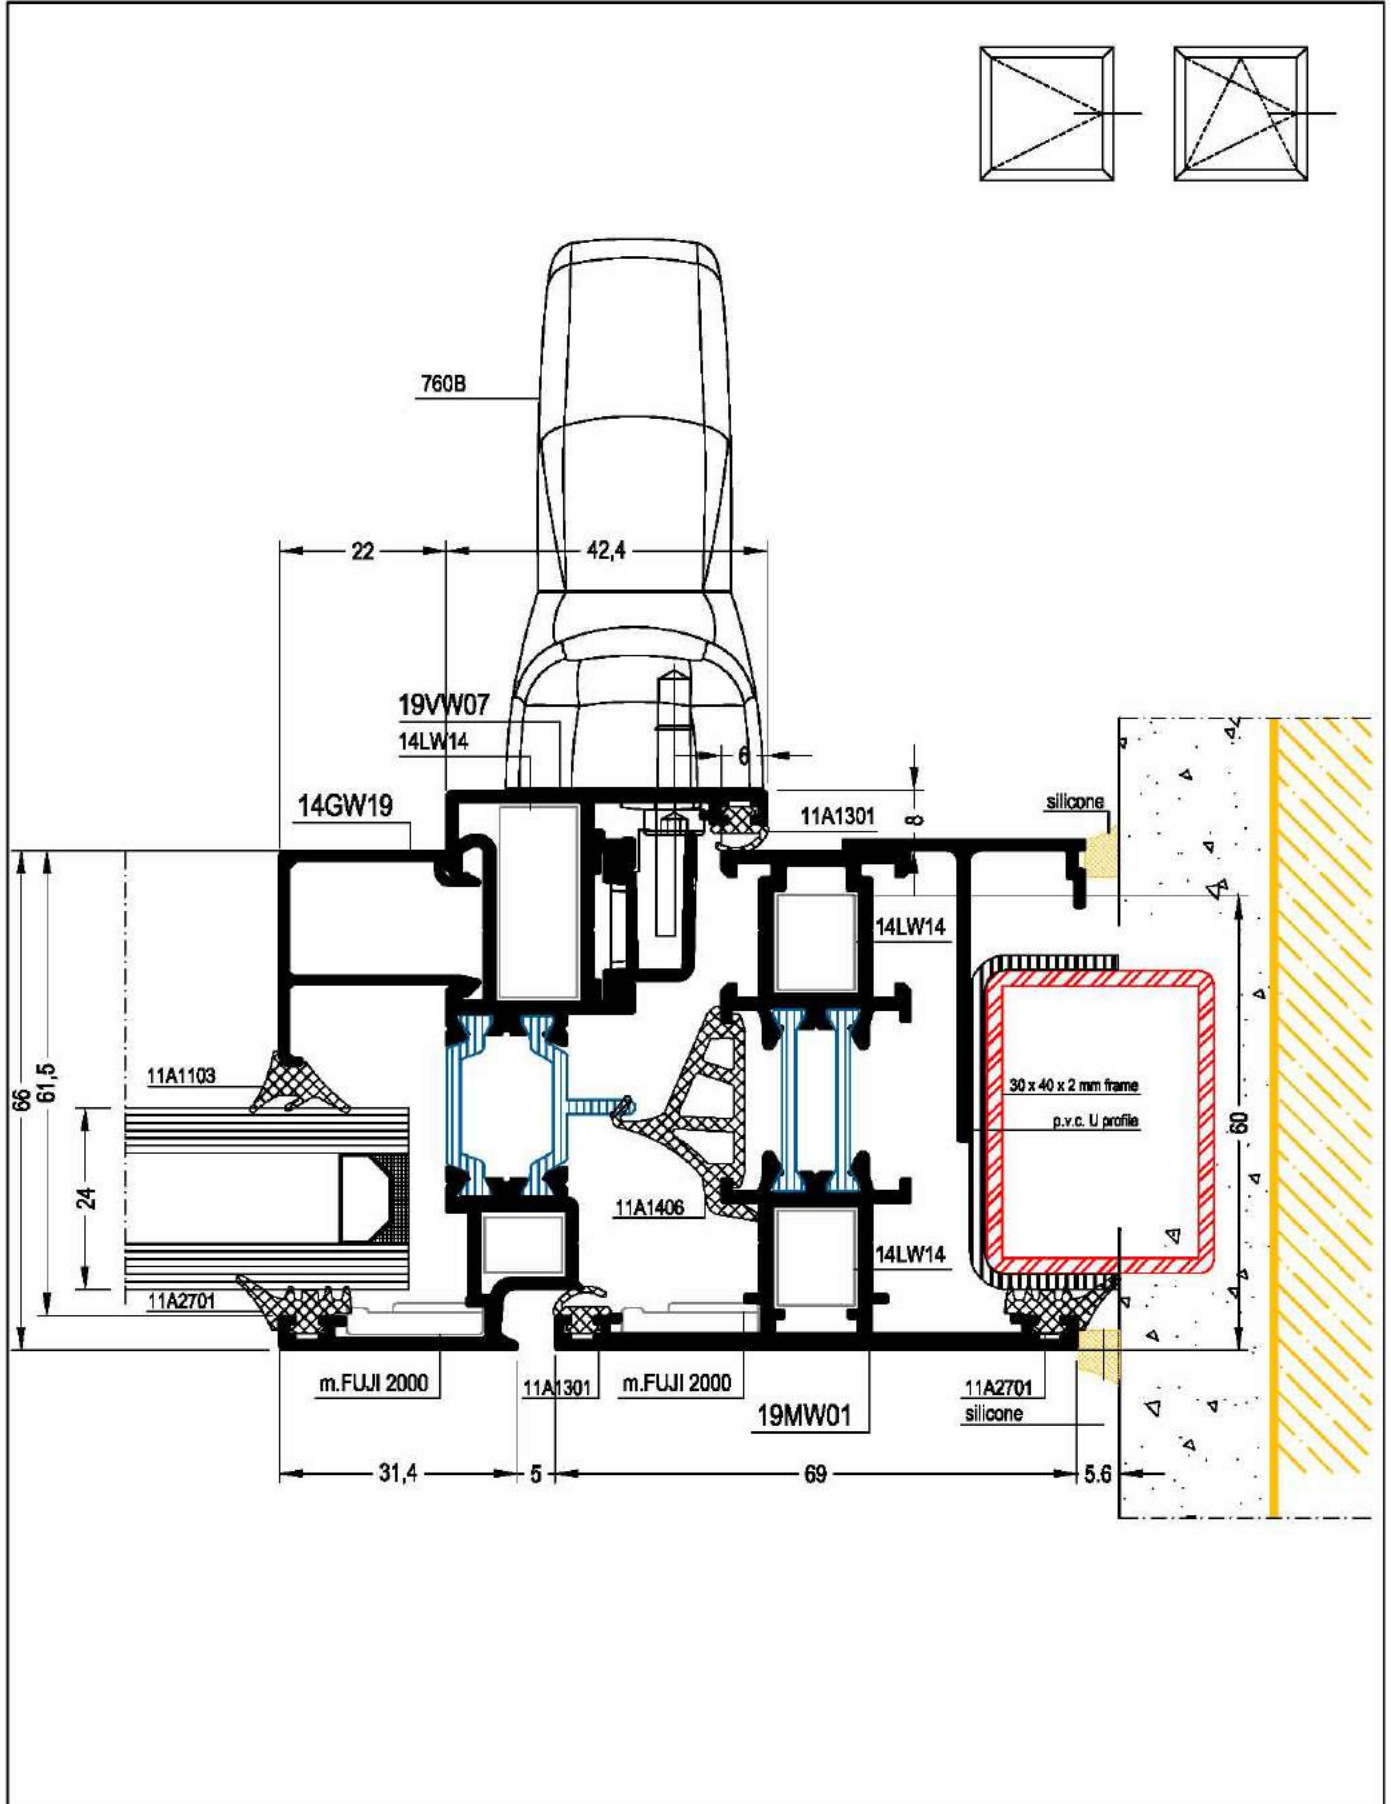 760B
22
42,4
19VW07
14LW14
6
14GW19
11A1301
8
silicone
14LW14
11A1103
30 x 40 x 2 mm frame
p.v.c. U profile
66
61,5
60
24
11A1406
14LW14
11A2701
m.FUJI 2000
11A1301
m.FUJI 2000
11A2701
19MW01
silicone
31,4
5
69
5.6